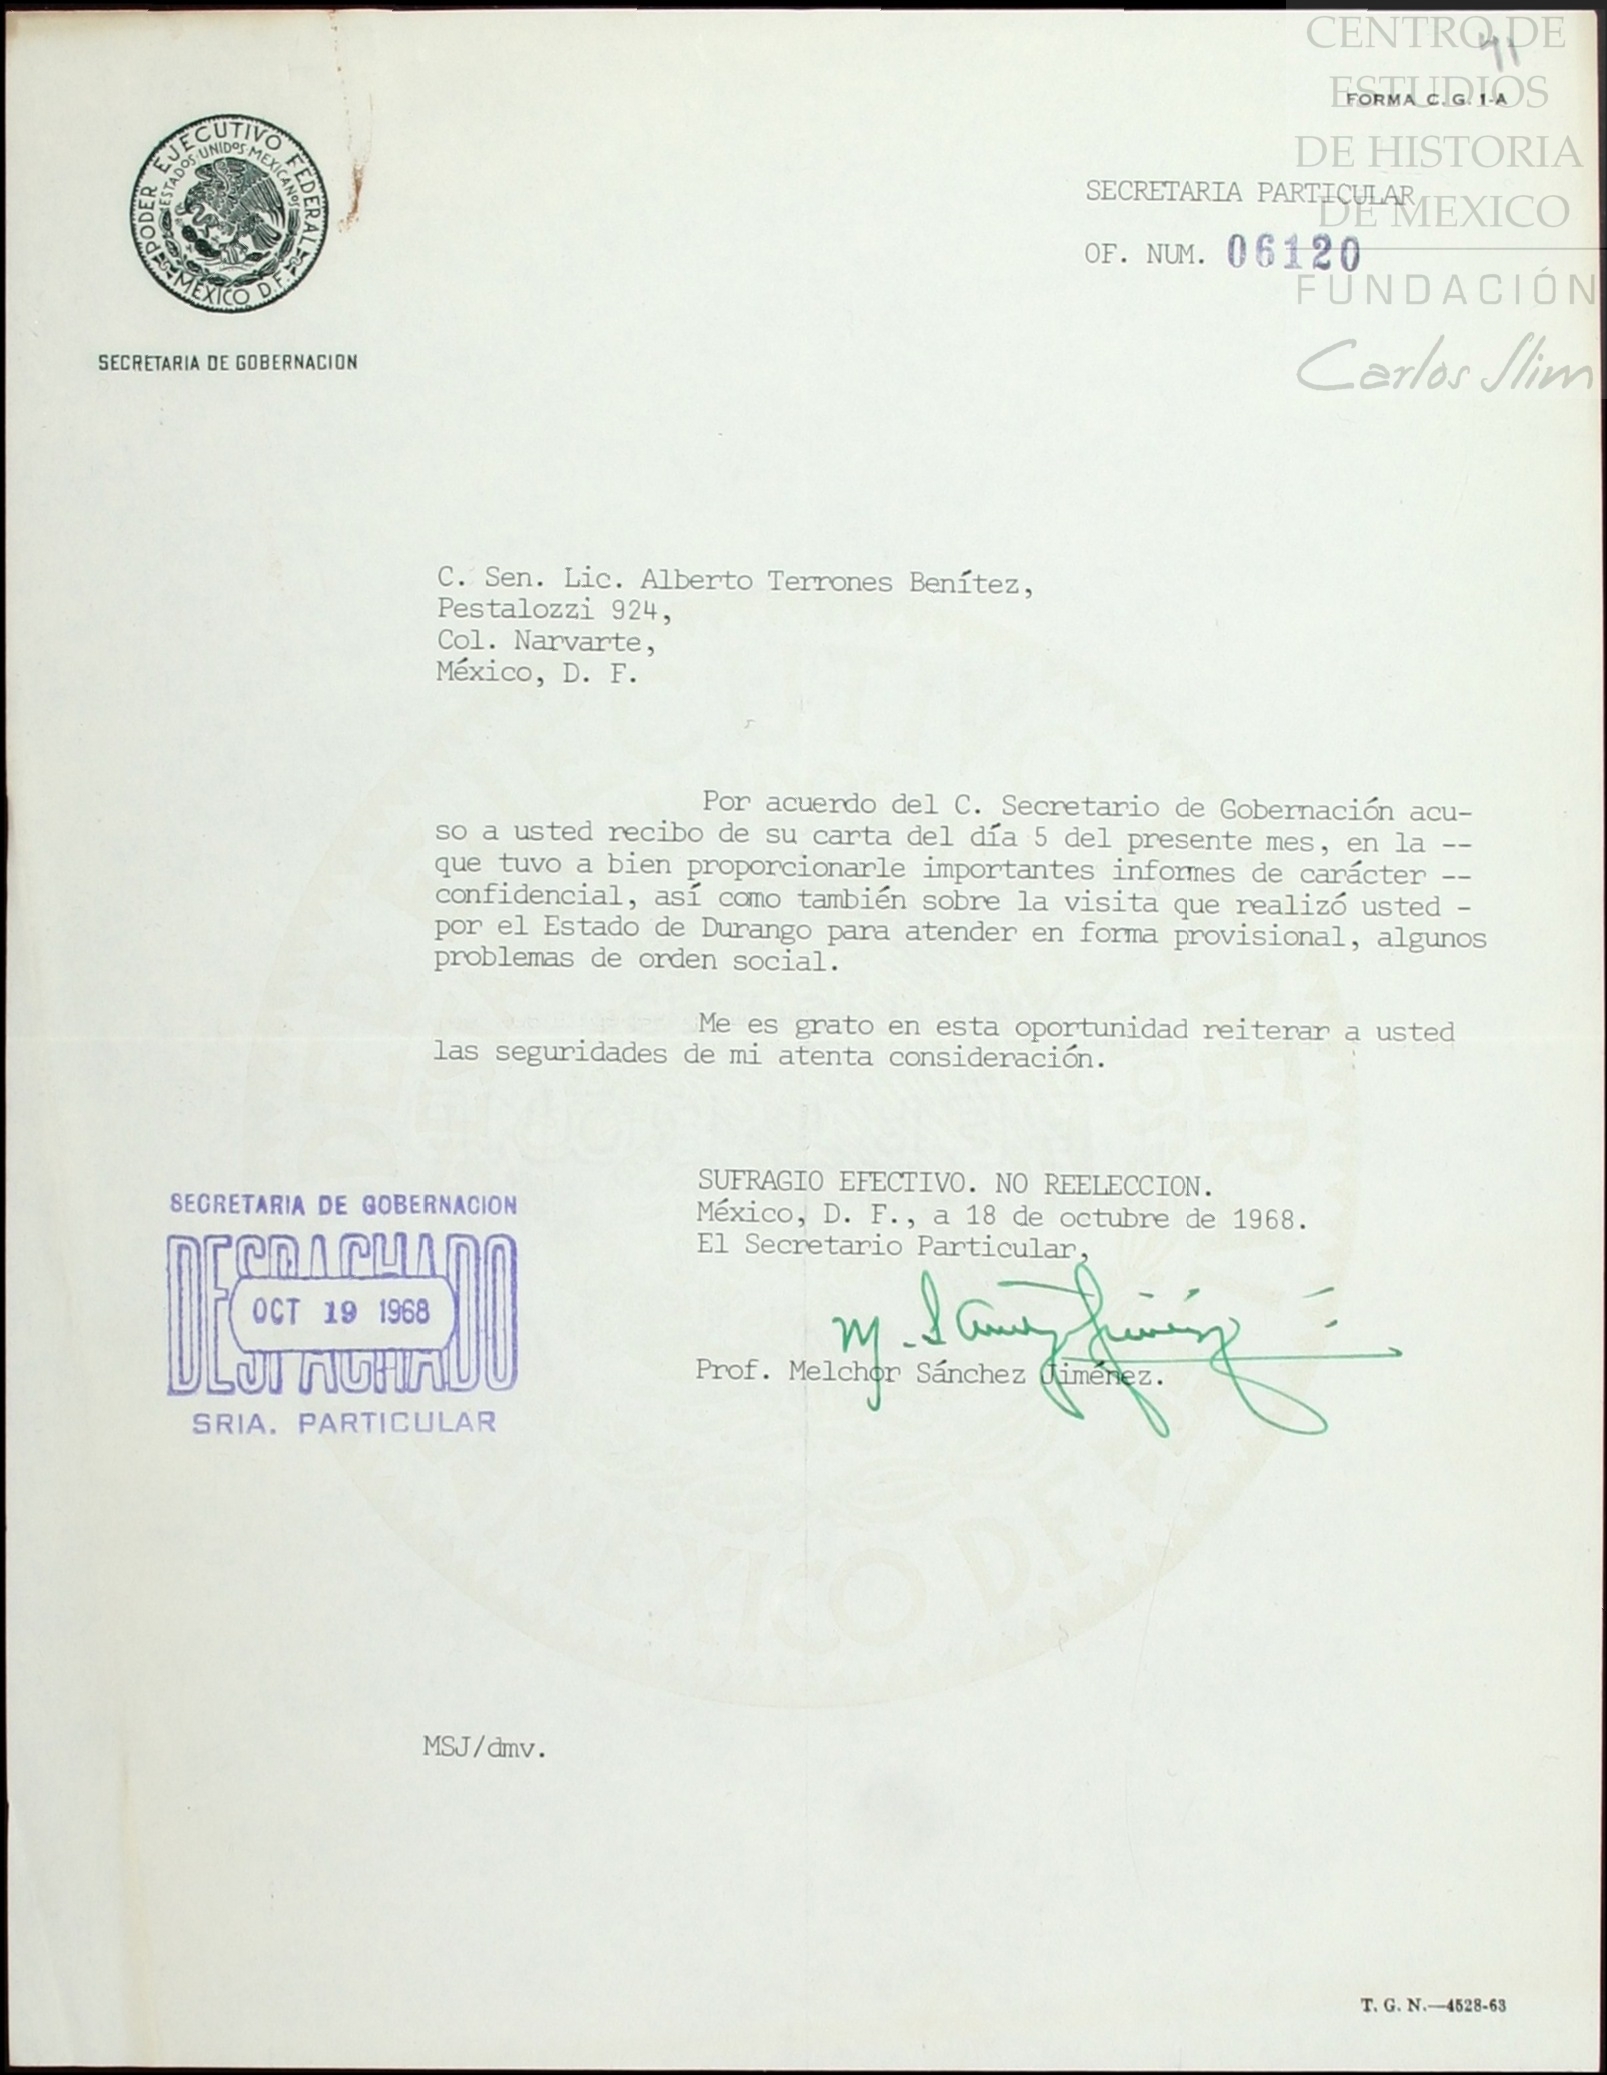 CENTRO DE
ESTUDIOS
DE HISTORIA
DE MEXICO
FUNDACIÓN
Carlos Slim
71
FORMA C. G. 1-A
PODER EJECUTIVO FEDERAL
ESTADOS UNIDOS MEXICANOS
MEXICO D.F.
SECRETARIA DE GOBERNACION
SECRETARIA PARTICULAR
OF. NUM. 06120
C. Sen. Lic. Alberto Terrones Benítez,
Pestalozzi 924,
Col. Narvarte,
México, D. F.
Por acuerdo del C. Secretario de Gobernación acu-
so a usted recibo de su carta del día 5 del presente mes, en la --
que tuvo a bien proporcionarle importantes informes de carácter --
confidencial, así como también sobre la visita que realizó usted -
por el Estado de Durango para atender en forma provisional, algunos
problemas de orden social.
Me es grato en esta oportunidad reiterar a usted
las seguridades de mi atenta consideración.
SUFRAGIO EFECTIVO. NO REELECCION.
México, D. F., a 18 de octubre de 1968.
El Secretario Particular,
M. Sánchez Jiménez
Prof. Melchor Sánchez Jiménez.
SECRETARIA DE GOBERNACION
DESPACHADO
OCT 19 1968
SRIA. PARTICULAR
MSJ/dmv.
T. G. N.—4528-63